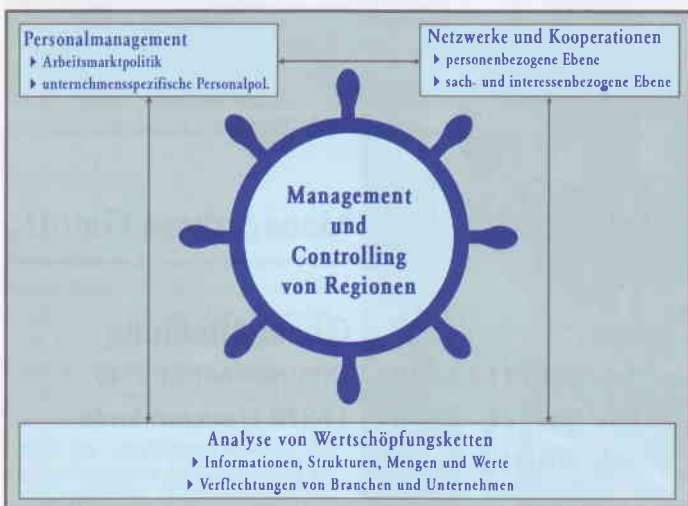 Personalmanagement
▸ Arbeitsmarktpolitik
▸ unternehmensspezifische Personalpol.
Netzwerke und Kooperationen
▸ personenbezogene Ebene
▸ sach- und interessenbezogene Ebene
Management
und
Controlling
von Regionen
Analyse von Wertschöpfungsketten
▸ Informationen, Strukturen, Mengen und Werte
▸ Verflechtungen von Branchen und Unternehmen